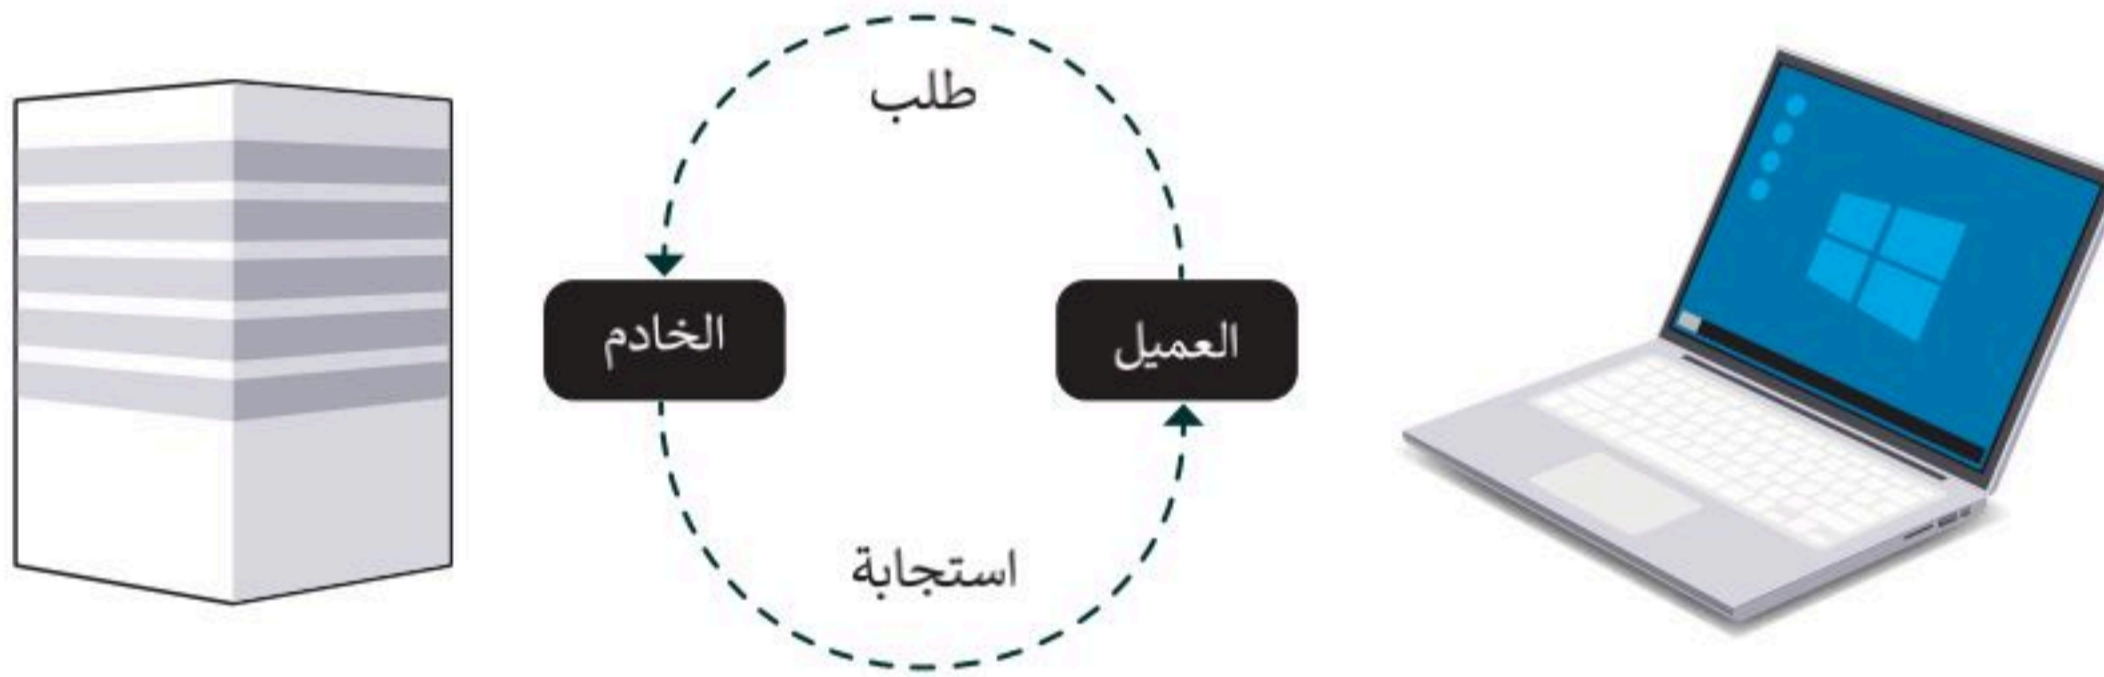 طلب
العميل
الخادم
استجابة